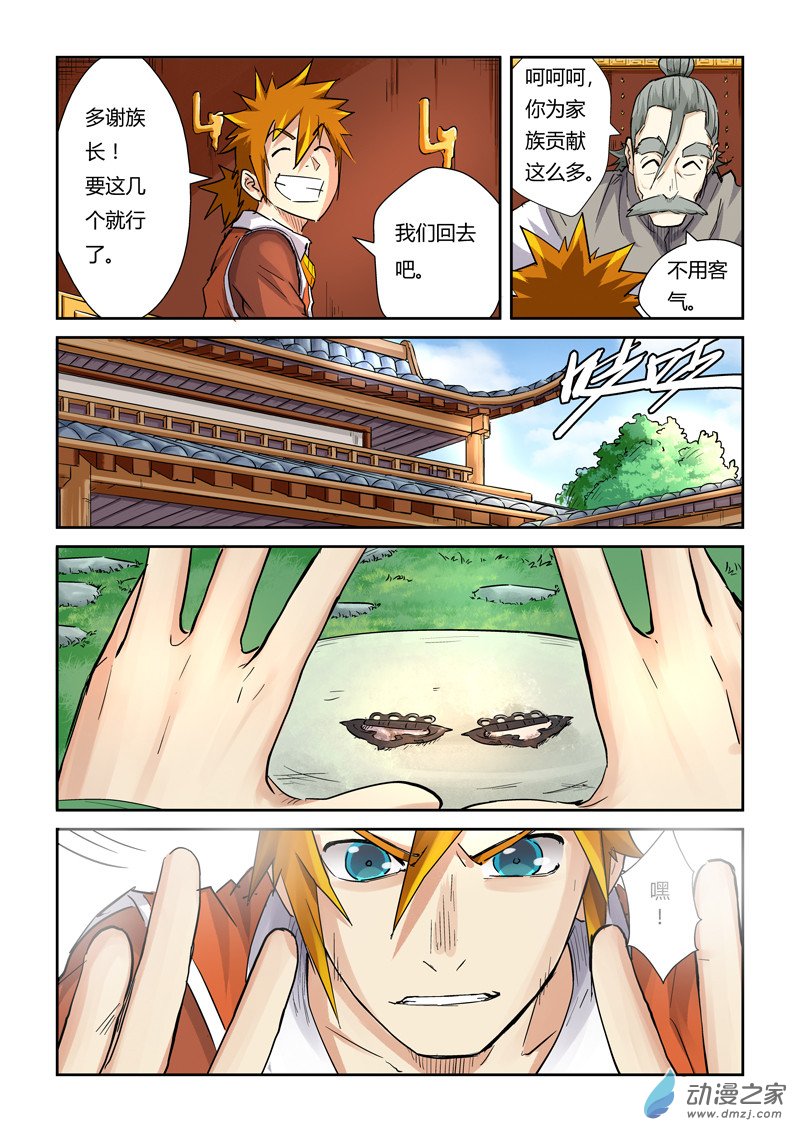 多谢族
长！
要这几
个就行
了。
我们回去
吧。
呵呵呵，
你为家
族贡献
这么多。
不用客
气。
哒哒
嘿
！
动漫之家
www.dmzj.com